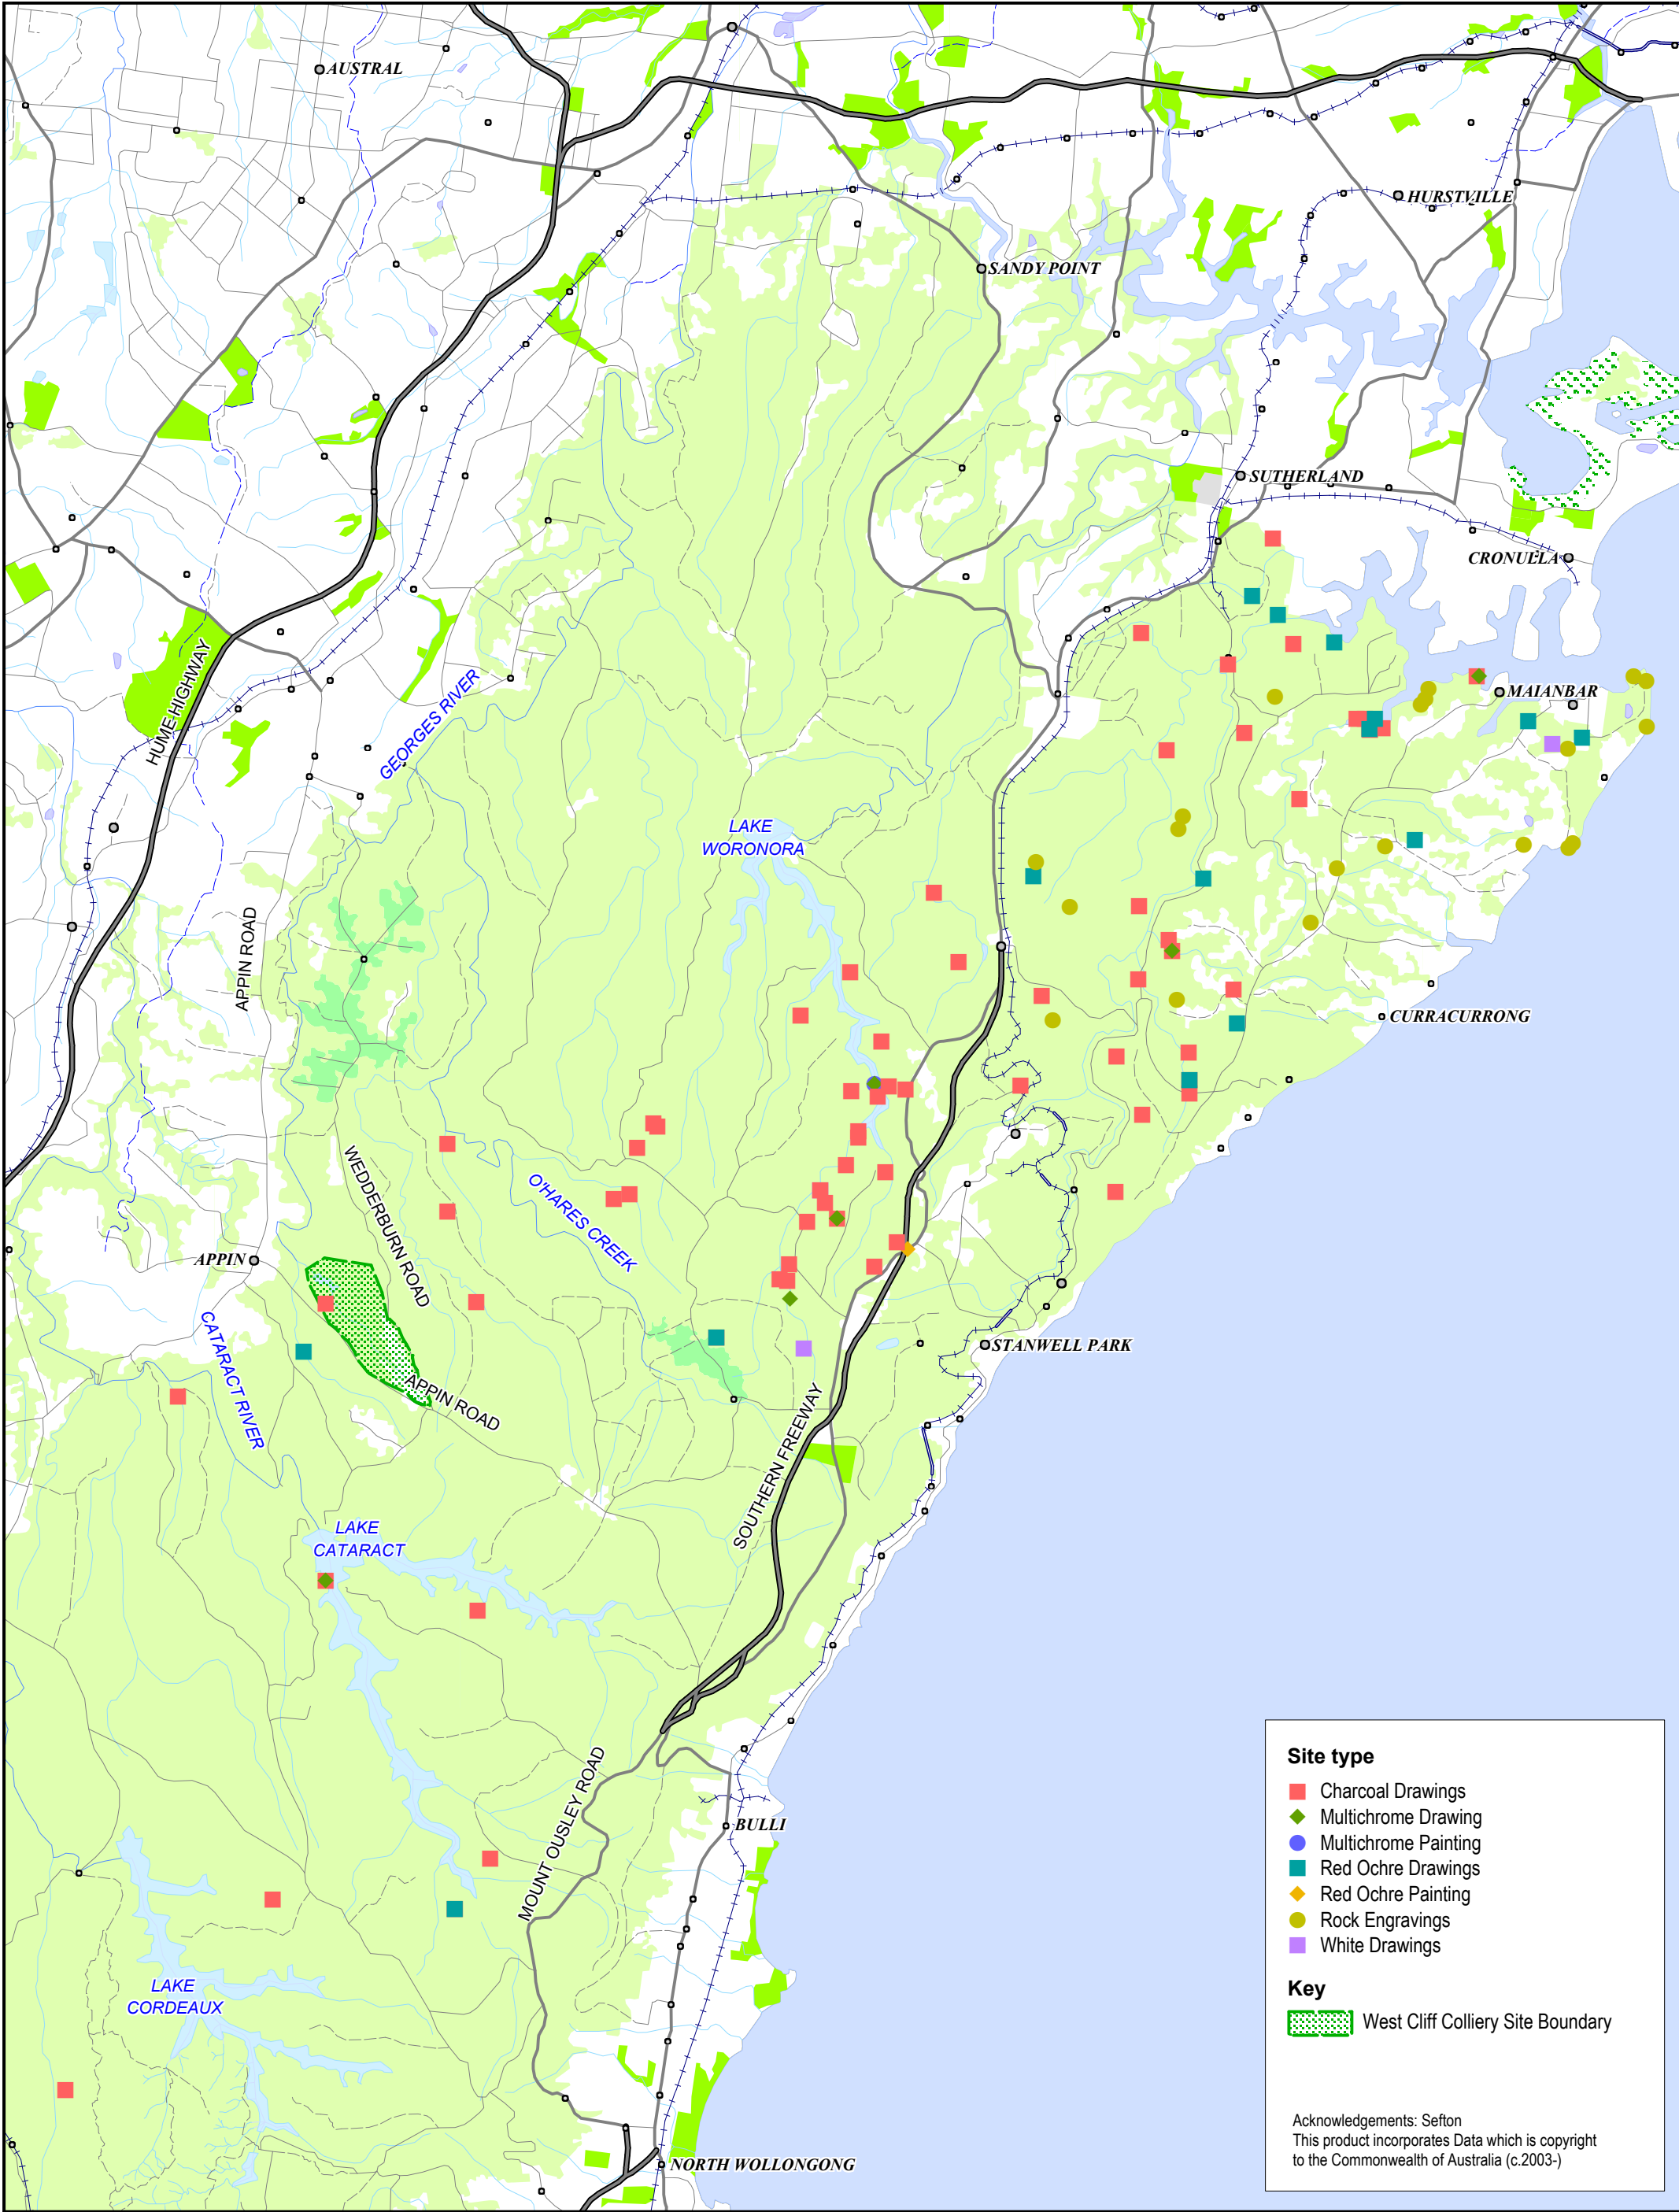 AUSTRAL
HURSTVILLE
SANDY POINT
SUTHERLAND
CRONULLA
HUME HIGHWAY
GEORGES RIVER
MAIANBAR
LAKE
WORONORA
APPIN ROAD
CURRACURRONG
WEDDERBURN ROAD
O'HARES CREEK
APPIN
CATARACT RIVER
STANWELL PARK
APPIN ROAD
SOUTHERN FREEWAY
LAKE
CATARACT
MOUNT OUSLEY ROAD
BULLI
LAKE
CORDEAUX
NORTH WOLLONGONG
Site type
Charcoal Drawings
Multichrome Drawing
Multichrome Painting
Red Ochre Drawings
Red Ochre Painting
Rock Engravings
White Drawings
Key
West Cliff Colliery Site Boundary
Acknowledgements: Sefton
This product incorporates Data which is copyright
to the Commonwealth of Australia (c.2003-)